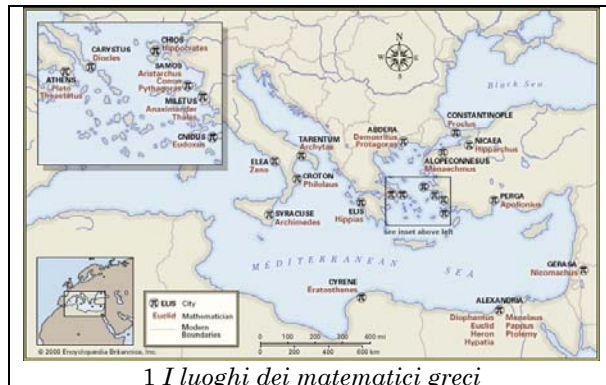 CHIOS
Hippocrates
CARYSTUS
Diocles
SAMOS
Aristarchus
Conon
Pythagoras
ATHENS
Plato
Theaetetus
MILETUS
Anaximander
Thales
CNIDUS
Eudoxus
N
W
E
S
Black Sea
CONSTANTINOPLE
Proclus
NICAEA
Hipparchus
ABDERA
Democritus
Protagoras
ALOPECONNESUS
Menaechmus
TARENTUM
Archytas
ELEA
Zeno
CROTON
Philolaus
SYRACUSE
Archimedes
ELIS
Hippias
PERGA
Apollonius
see inset above left
MEDITERRANEAN SEA
GERASA
Nicomachus
CYRENE
Eratosthenes
ALEXANDRIA
Diophantus Menelaus
Euclid Pappus
Heron Ptolemy
Hypatia
ELIS City
Euclid Mathematician
Modern
Boundaries
0 100 200 300 400 mi
0 200 400 600 km
© 2000 Encyclopædia Britannica, Inc.
1 I luoghi dei matematici greci